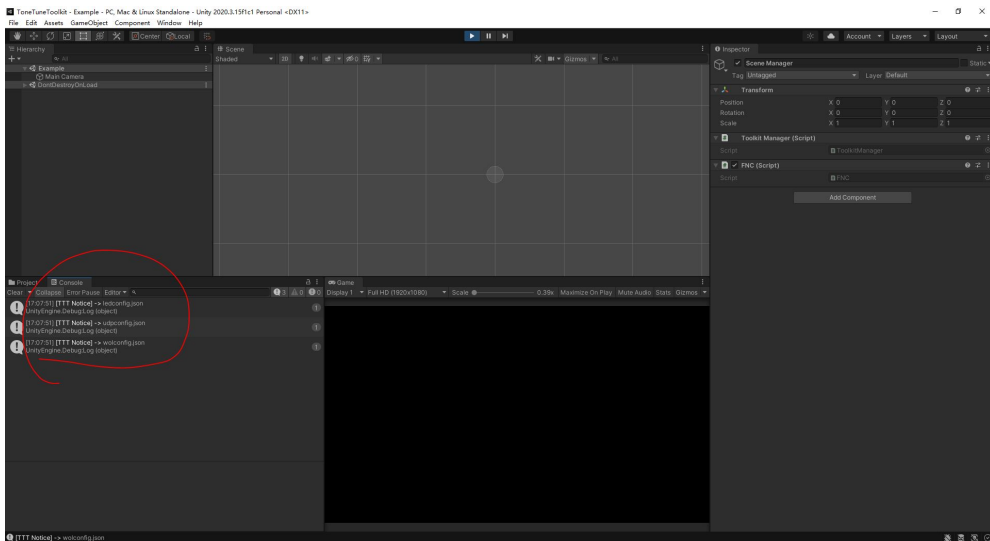 ToneTuneToolkit - Example - PC, Mac & Linux Standalone - Unity 2020.3.15f1c1 Personal <DX11>
File Edit Assets GameObject Component Window Help
Center Local
Account Layers Layout
Hierarchy
All
Example
Main Camera
DontDestroyOnLoad
Scene
Shaded 2D 0 Gizmos All
Inspector
Scene Manager Static
Tag Untagged Layer Default
Transform
Position X 0 Y 0 Z 0
Rotation X 0 Y 0 Z 0
Scale X 1 Y 1 Z 1
Toolkit Manager (Script)
Script ToolkitManager
FNC (Script)
Script FNC
Add Component
Project Console
Clear Collapse Error Pause Editor 3 0 0
[17:07:51] [TTT Notice] -> ledconfig.json
UnityEngine.Debug:Log (object)
1
[17:07:51] [TTT Notice] -> udpconfig.json
UnityEngine.Debug:Log (object)
1
[17:07:51] [TTT Notice] -> wolconfig.json
UnityEngine.Debug:Log (object)
1
Game
Display 1 Full HD (1920x1080) Scale 0.39x Maximize On Play Mute Audio Stats Gizmos
[TTT Notice] -> wolconfig.json